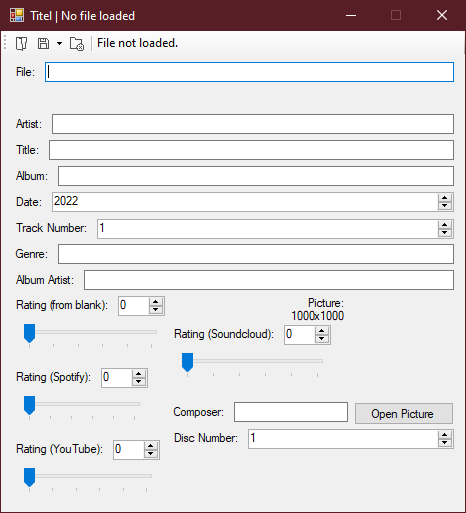 Titel | No file loaded
File not loaded.
File:
Artist:
Title:
Album:
Date: 2022
Track Number: 1
Genre:
Album Artist:
Rating (from blank): 0
Picture:
1000x1000
Rating (Soundcloud): 0
Rating (Spotify): 0
Composer:
Open Picture
Disc Number: 1
Rating (YouTube): 0